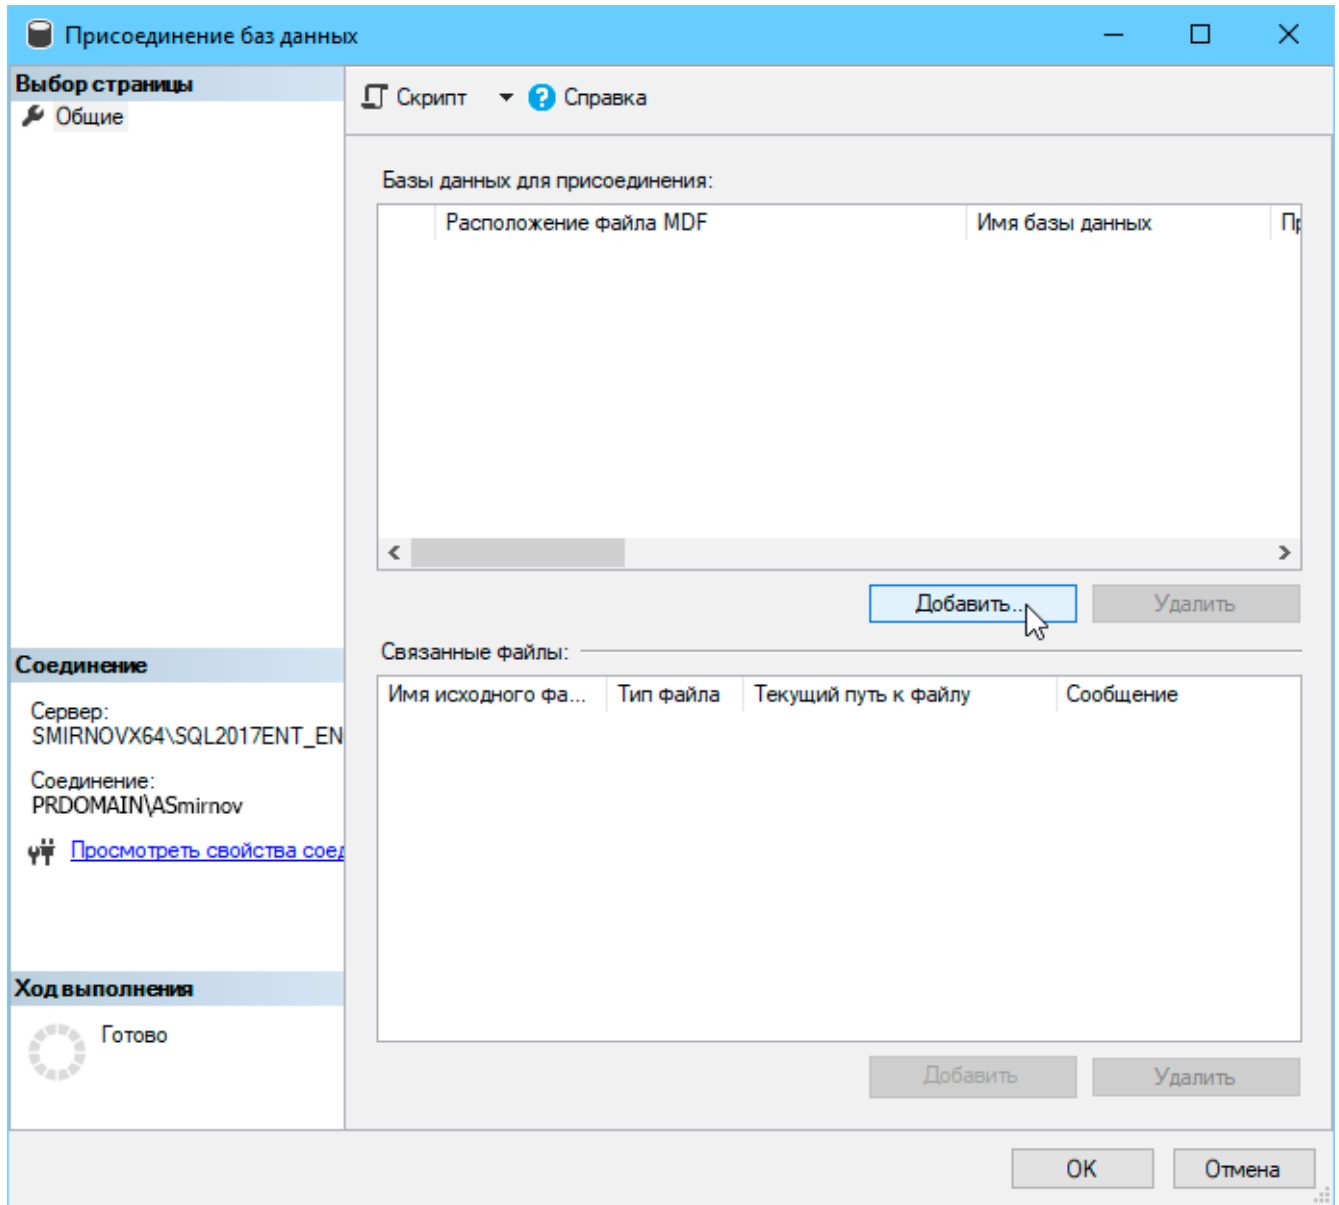 Присоединение баз данных
Выбор страницы
Общие
Скрипт
Справка
Базы данных для присоединения:
Расположение файла MDF
Имя базы данных
Пр
Добавить...
Удалить
Соединение
Сервер:
SMIRNOVX64\SQL2017ENT_EN
Соединение:
PRDOMAIN\ASmirnov
Просмотреть свойства соед
Связанные файлы:
Имя исходного фа...
Тип файла
Текущий путь к файлу
Сообщение
Ход выполнения
Готово
Добавить
Удалить
OK
Отмена